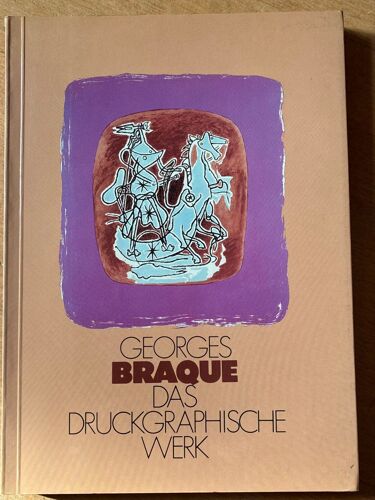 GEORGES
BRAQUE
DAS
DRUCKGRAPHISCHE
WERK